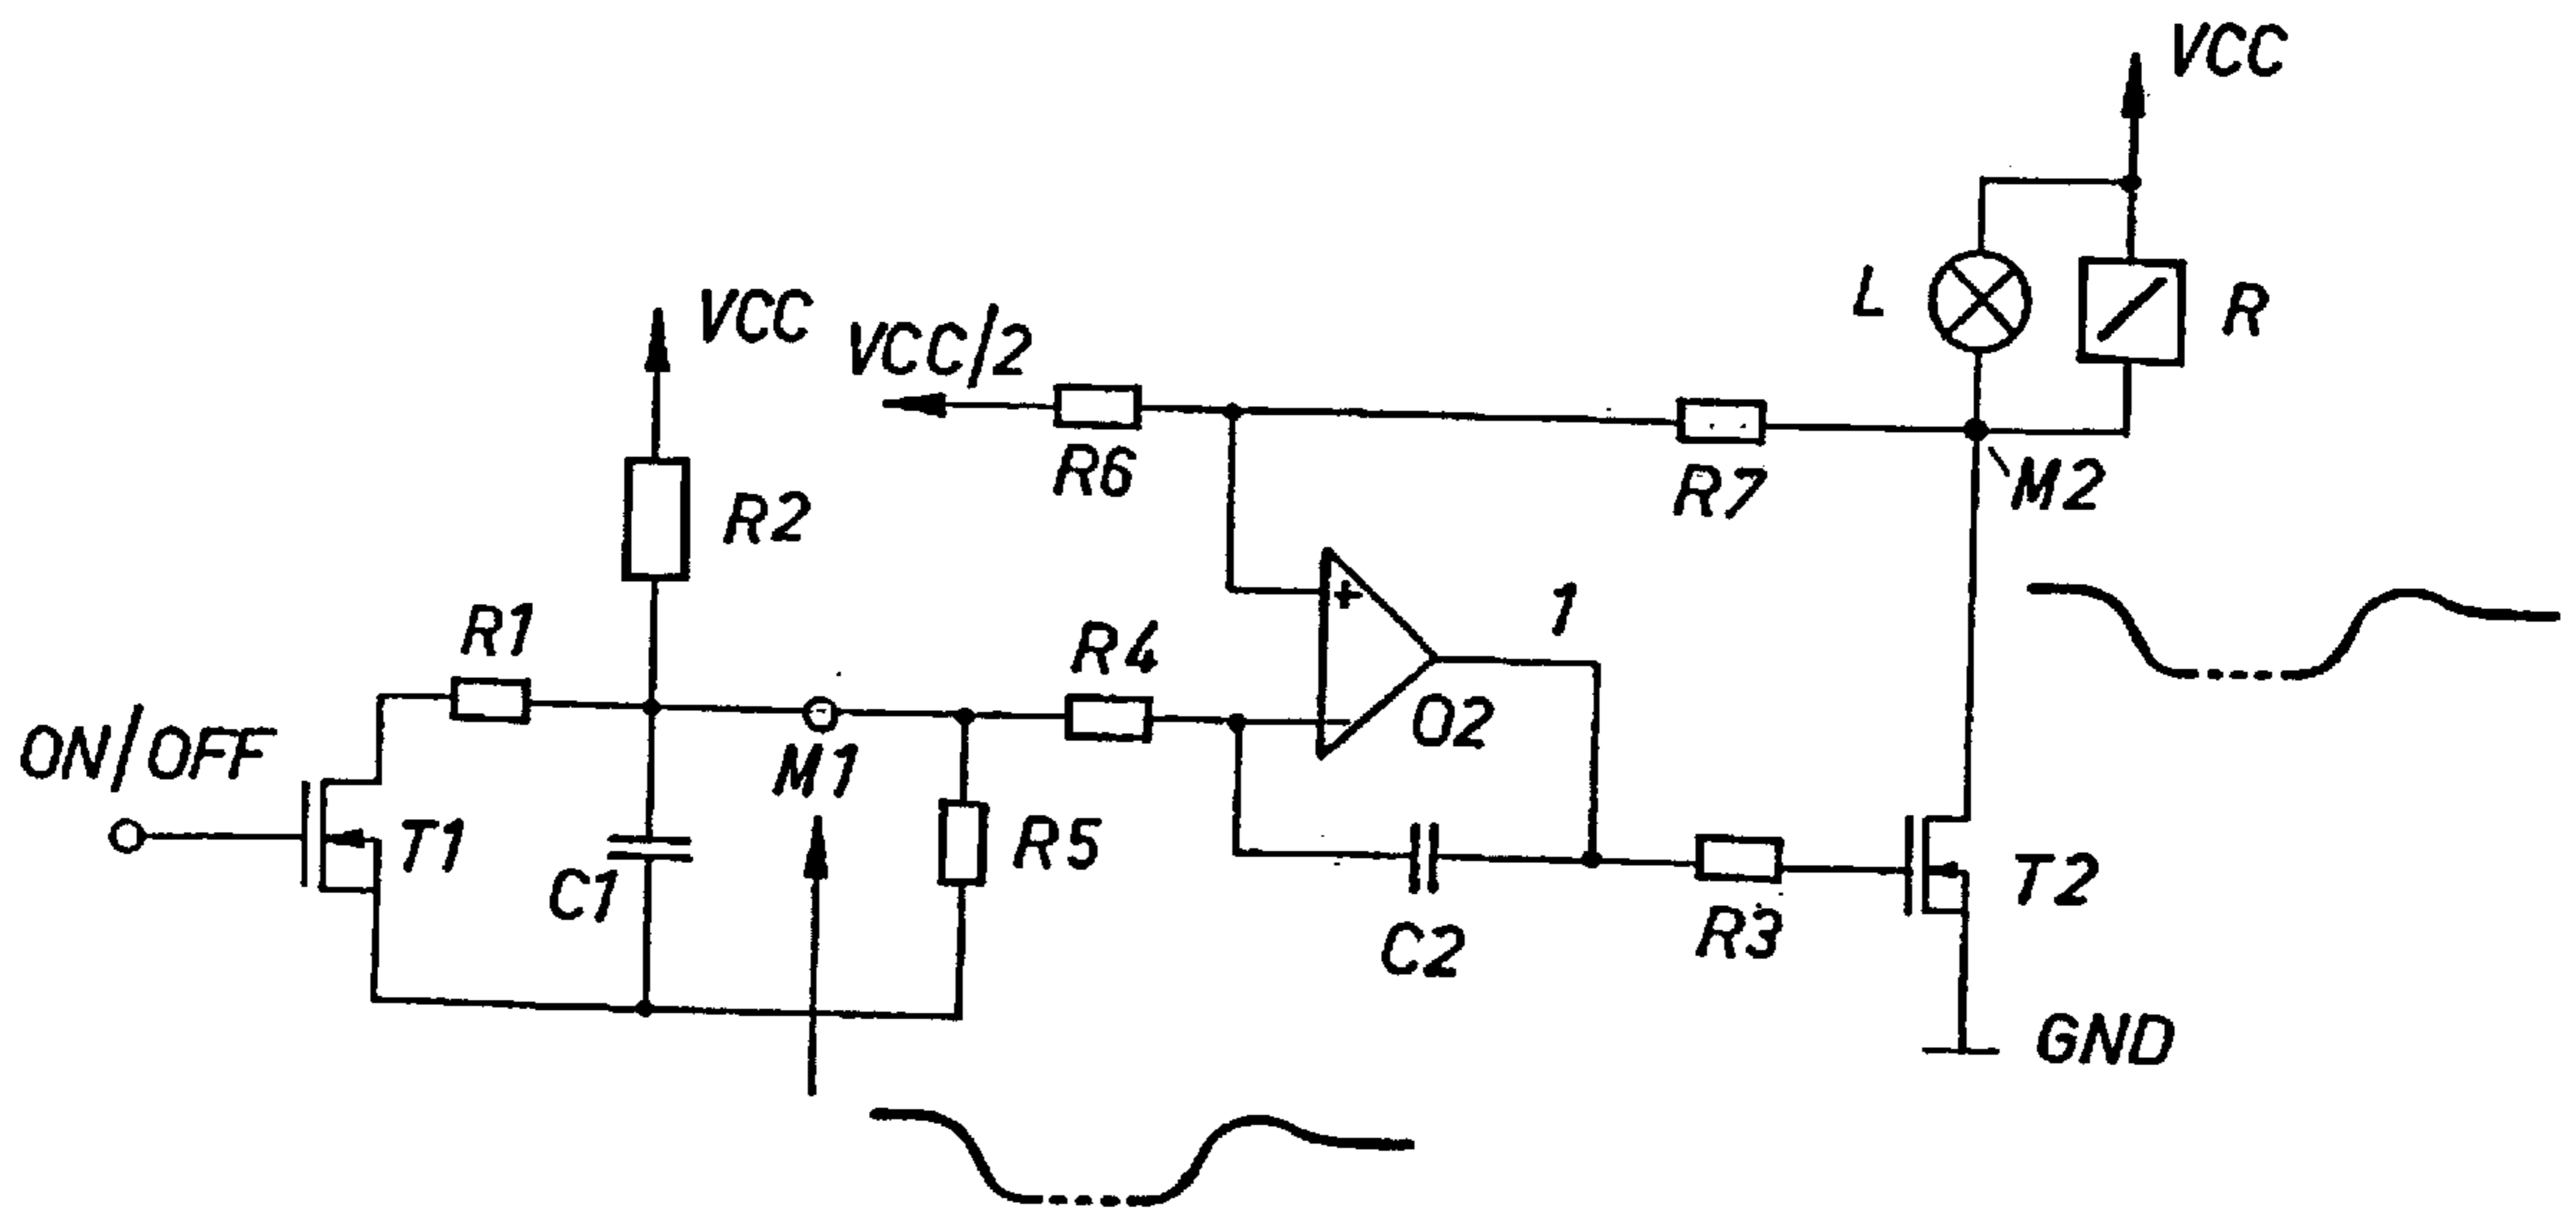 VCC
L
R
VCC
VCC/2
R6
R7
M2
R2
+
1
R1
R4
O2
ON/OFF
M1
T1
C1
R5
T2
C2
R3
GND